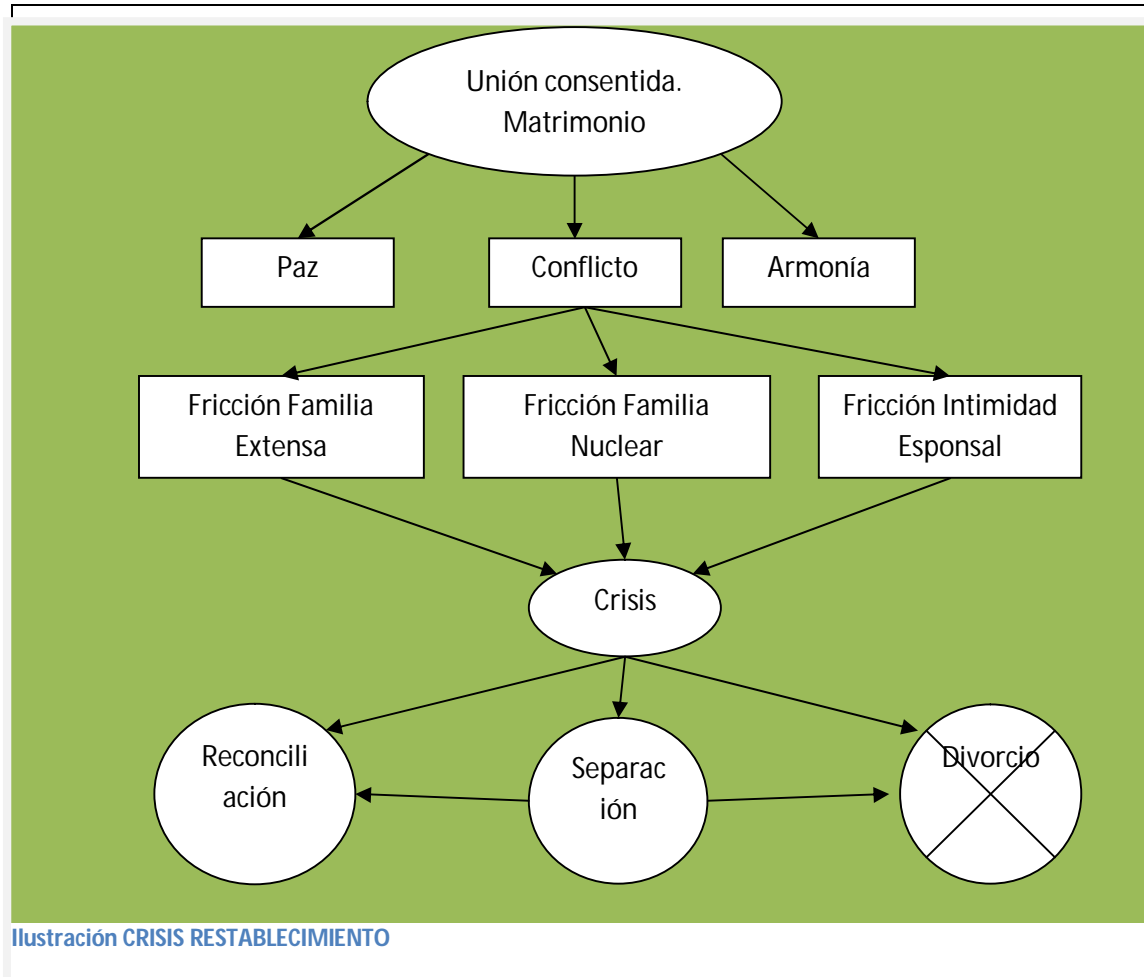 Unión consentida.
Matrimonio
Paz
Conflicto
Armonía
Fricción Familia
Extensa
Fricción Familia
Nuclear
Fricción Intimidad
Esponsal
Crisis
Reconcili
ación
Separac
ión
Divorcio
Ilustración CRISIS RESTABLECIMIENTO